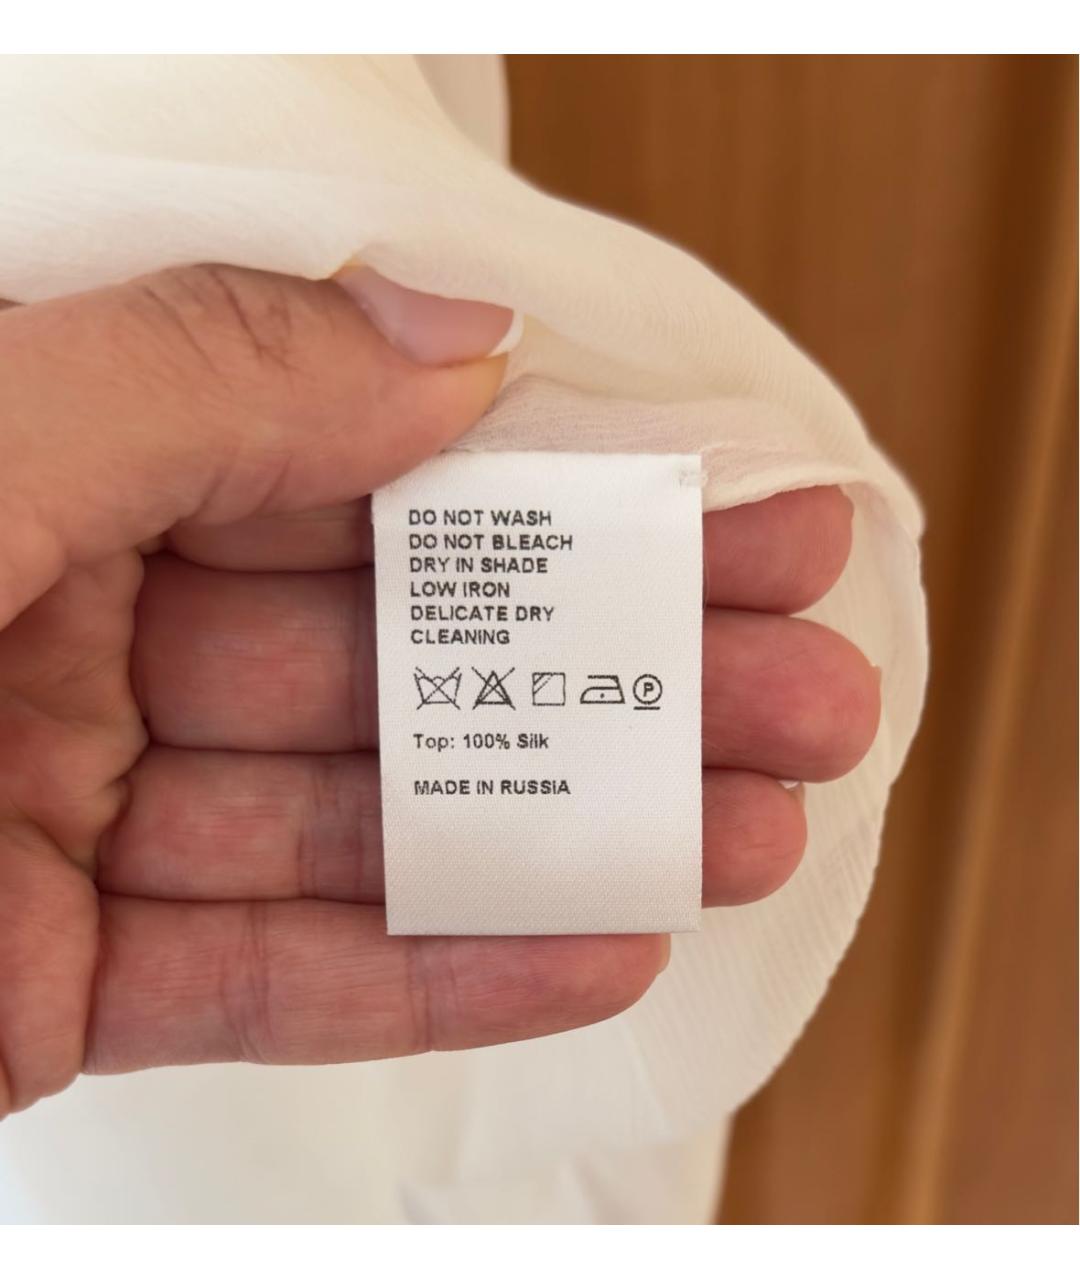 DO NOT WASH
DO NOT BLEACH
DRY IN SHADE
LOW IRON
DELICATE DRY
CLEANING
P
Top: 100% Silk
MADE IN RUSSIA